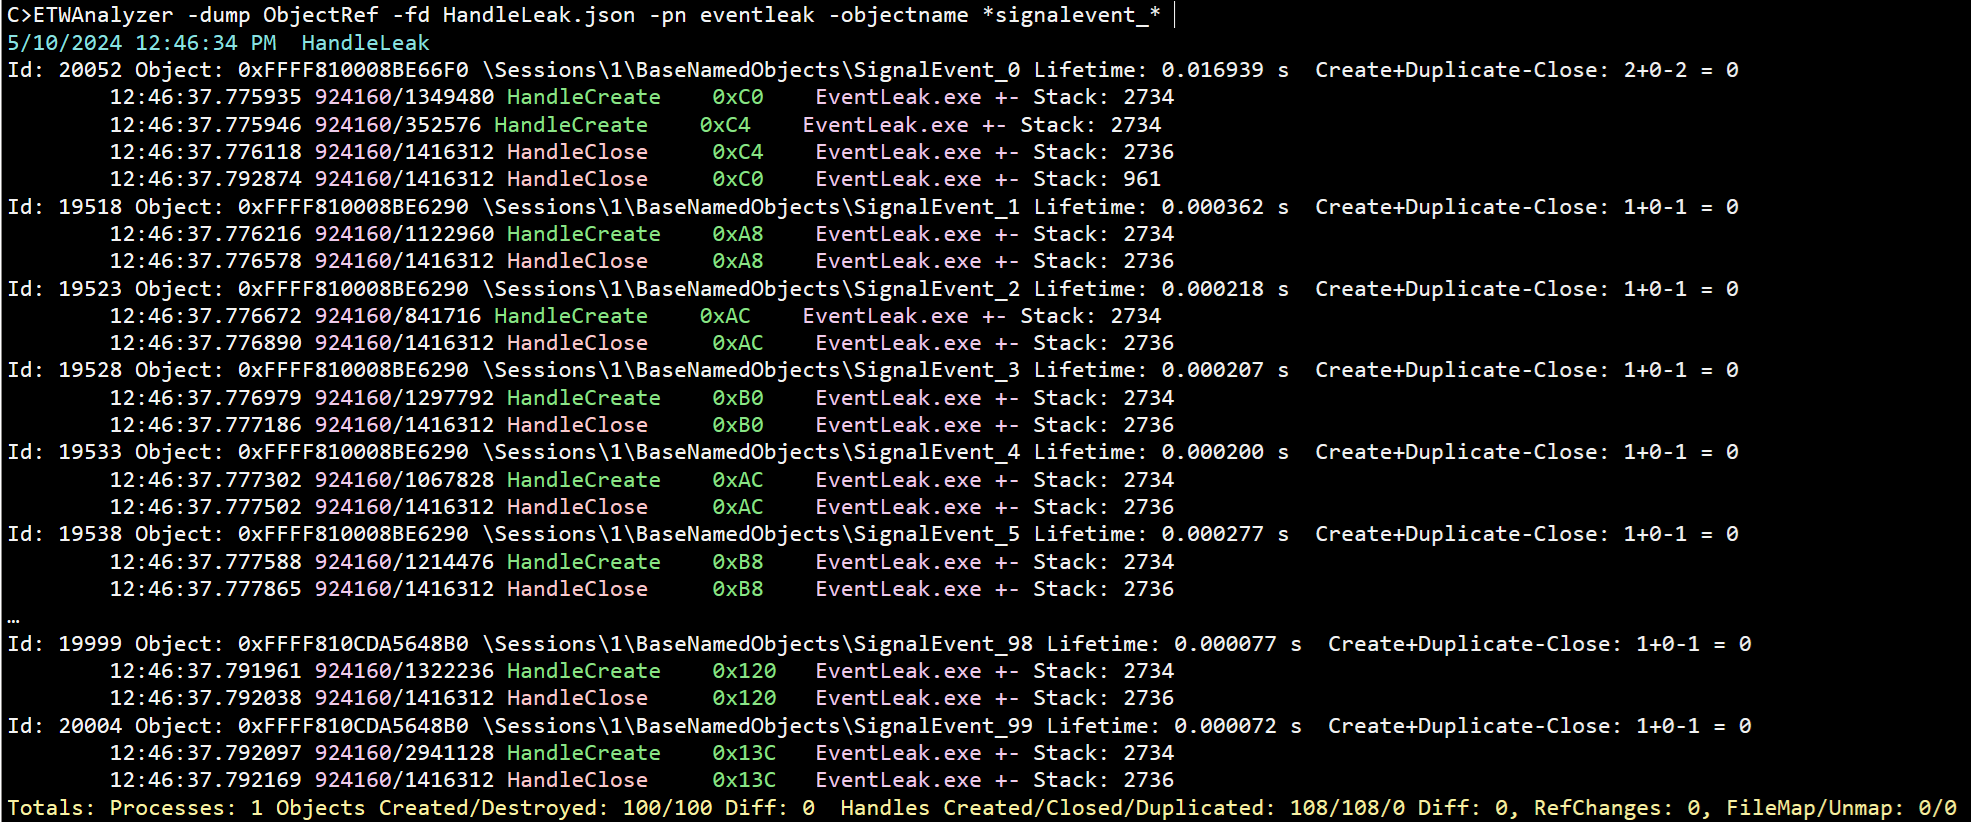 C>ETWAnalyzer -dump ObjectRef -fd HandleLeak.json -pn eventleak -objectname *signalevent_*
5/10/2024 12:46:34 PM  HandleLeak
Id: 20052 Object: 0xFFFF810008BE66F0 \Sessions\1\BaseNamedObjects\SignalEvent_0 Lifetime: 0.016939 s  Create+Duplicate-Close: 2+0-2 = 0
        12:46:37.775935 924160/1349480 HandleCreate    0xC0    EventLeak.exe +- Stack: 2734
        12:46:37.775946 924160/352576 HandleCreate    0xC4    EventLeak.exe +- Stack: 2734
        12:46:37.776118 924160/1416312 HandleClose     0xC4    EventLeak.exe +- Stack: 2736
        12:46:37.792874 924160/1416312 HandleClose     0xC0    EventLeak.exe +- Stack: 961
Id: 19518 Object: 0xFFFF810008BE6290 \Sessions\1\BaseNamedObjects\SignalEvent_1 Lifetime: 0.000362 s  Create+Duplicate-Close: 1+0-1 = 0
        12:46:37.776216 924160/1122960 HandleCreate    0xA8    EventLeak.exe +- Stack: 2734
        12:46:37.776578 924160/1416312 HandleClose     0xA8    EventLeak.exe +- Stack: 2736
Id: 19523 Object: 0xFFFF810008BE6290 \Sessions\1\BaseNamedObjects\SignalEvent_2 Lifetime: 0.000218 s  Create+Duplicate-Close: 1+0-1 = 0
        12:46:37.776672 924160/841716 HandleCreate    0xAC    EventLeak.exe +- Stack: 2734
        12:46:37.776890 924160/1416312 HandleClose     0xAC    EventLeak.exe +- Stack: 2736
Id: 19528 Object: 0xFFFF810008BE6290 \Sessions\1\BaseNamedObjects\SignalEvent_3 Lifetime: 0.000207 s  Create+Duplicate-Close: 1+0-1 = 0
        12:46:37.776979 924160/1297792 HandleCreate    0xB0    EventLeak.exe +- Stack: 2734
        12:46:37.777186 924160/1416312 HandleClose     0xB0    EventLeak.exe +- Stack: 2736
Id: 19533 Object: 0xFFFF810008BE6290 \Sessions\1\BaseNamedObjects\SignalEvent_4 Lifetime: 0.000200 s  Create+Duplicate-Close: 1+0-1 = 0
        12:46:37.777302 924160/1067828 HandleCreate    0xAC    EventLeak.exe +- Stack: 2734
        12:46:37.777502 924160/1416312 HandleClose     0xAC    EventLeak.exe +- Stack: 2736
Id: 19538 Object: 0xFFFF810008BE6290 \Sessions\1\BaseNamedObjects\SignalEvent_5 Lifetime: 0.000277 s  Create+Duplicate-Close: 1+0-1 = 0
        12:46:37.777588 924160/1214476 HandleCreate    0xB8    EventLeak.exe +- Stack: 2734
        12:46:37.777865 924160/1416312 HandleClose     0xB8    EventLeak.exe +- Stack: 2736
…
Id: 19999 Object: 0xFFFF810CDA5648B0 \Sessions\1\BaseNamedObjects\SignalEvent_98 Lifetime: 0.000077 s  Create+Duplicate-Close: 1+0-1 = 0
        12:46:37.791961 924160/1322236 HandleCreate    0x120   EventLeak.exe +- Stack: 2734
        12:46:37.792038 924160/1416312 HandleClose     0x120   EventLeak.exe +- Stack: 2736
Id: 20004 Object: 0xFFFF810CDA5648B0 \Sessions\1\BaseNamedObjects\SignalEvent_99 Lifetime: 0.000072 s  Create+Duplicate-Close: 1+0-1 = 0
        12:46:37.792097 924160/2941128 HandleCreate    0x13C   EventLeak.exe +- Stack: 2734
        12:46:37.792169 924160/1416312 HandleClose     0x13C   EventLeak.exe +- Stack: 2736
Totals: Processes: 1 Objects Created/Destroyed: 100/100 Diff: 0  Handles Created/Closed/Duplicated: 108/108/0 Diff: 0, RefChanges: 0, FileMap/Unmap: 0/0